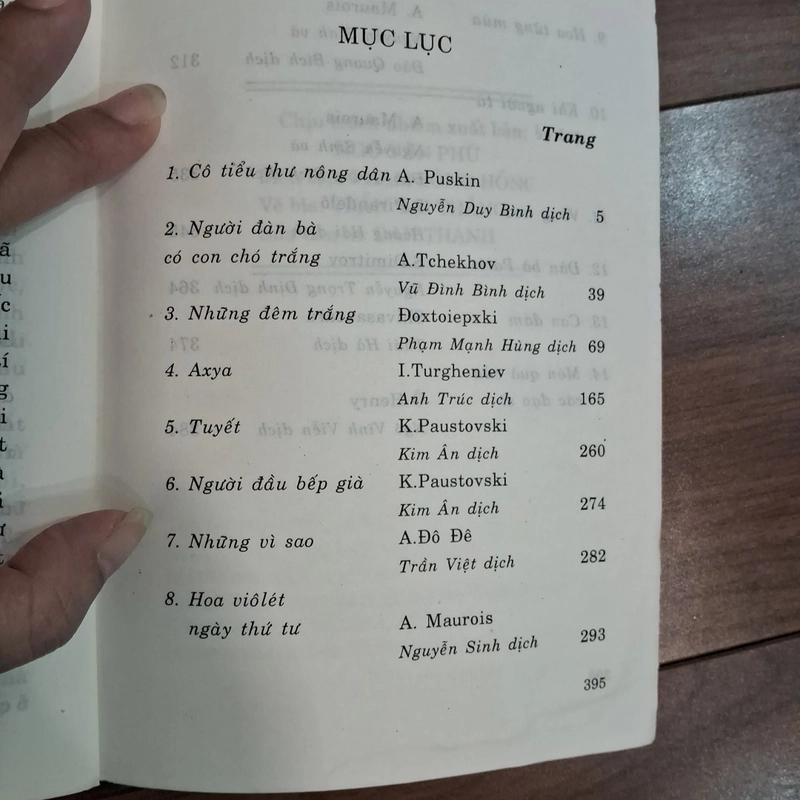 MỤC LỤC
Trang
1. Cô tiểu thư nông dân A. Puskin
Nguyễn Duy Bình dịch 5
2. Người đàn bà
có con chó trắng A.Tchekhov
Vũ Đình Bình dịch 39
3. Những đêm trắng Đoxtoiepxki
Phạm Mạnh Hùng dịch 69
4. Axya I.Turgheniev
Anh Trúc dịch 165
5. Tuyết K.Paustovski
Kim Ân dịch 260
6. Người đầu bếp già K.Paustovski
Kim Ân dịch 274
7. Những vì sao A.Đô Đê
Trần Việt dịch 282
8. Hoa viôlét
ngày thứ tư A. Maurois
Nguyễn Sinh dịch 293
395